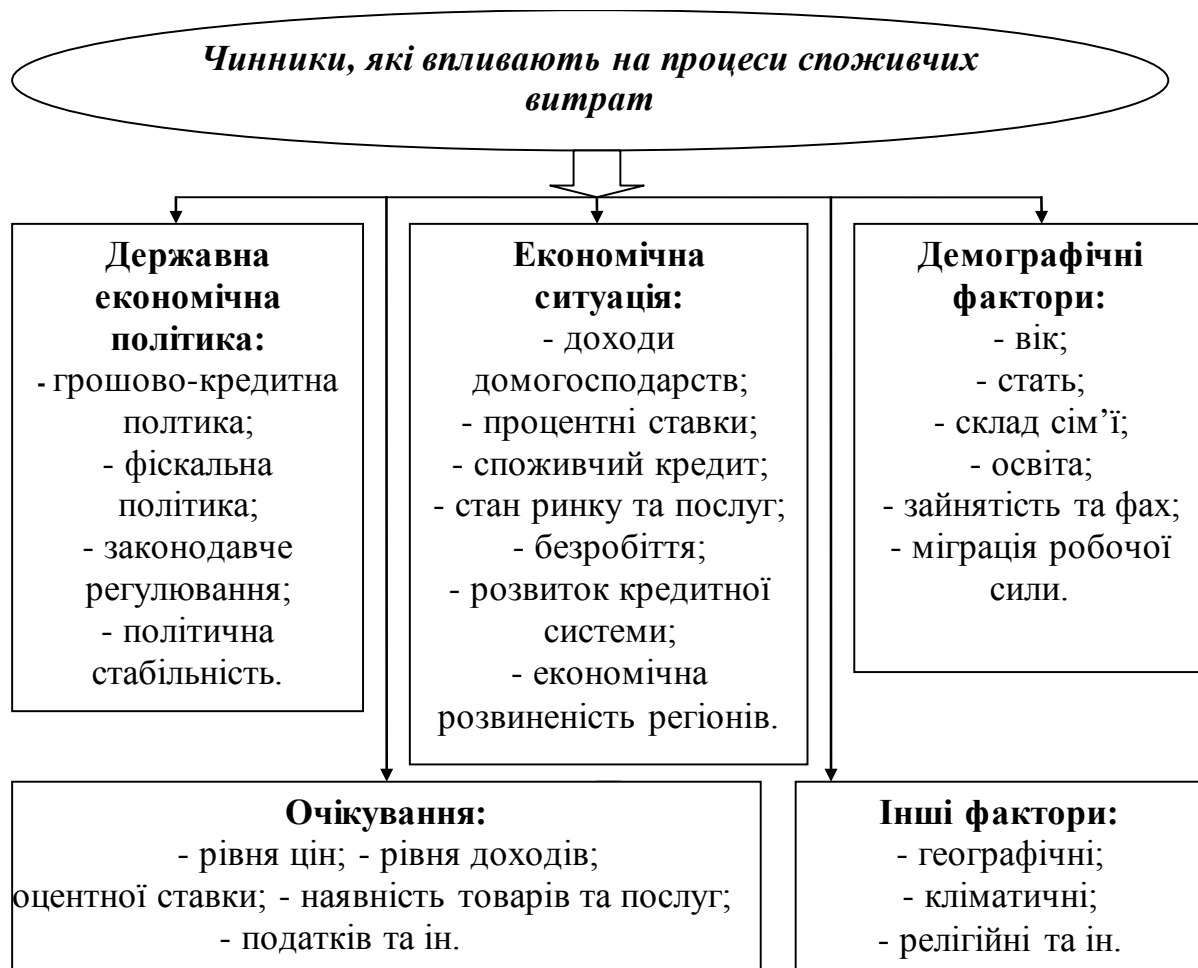 Чинники, які впливають на процеси споживчих
витрат
Державна
економічна
політика:
- грошово-кредитна
полтика;
- фіскальна
політика;
- законодавче
регулювання;
- політична
стабільність.
Економічна
ситуація:
- доходи
домогосподарств;
- процентні ставки;
- споживчий кредит;
- стан ринку та послуг;
- безробіття;
- розвиток кредитної
системи;
- економічна
розвиненість регіонів.
Демографічні
фактори:
- вік;
- стать;
- склад сім’ї;
- освіта;
- зайнятість та фах;
- міграція робочої
сили.
Очікування:
- рівня цін; - рівня доходів;
оцентної ставки; - наявність товарів та послуг;
- податків та ін.
Інші фактори:
- географічні;
- кліматичні;
- релігійні та ін.